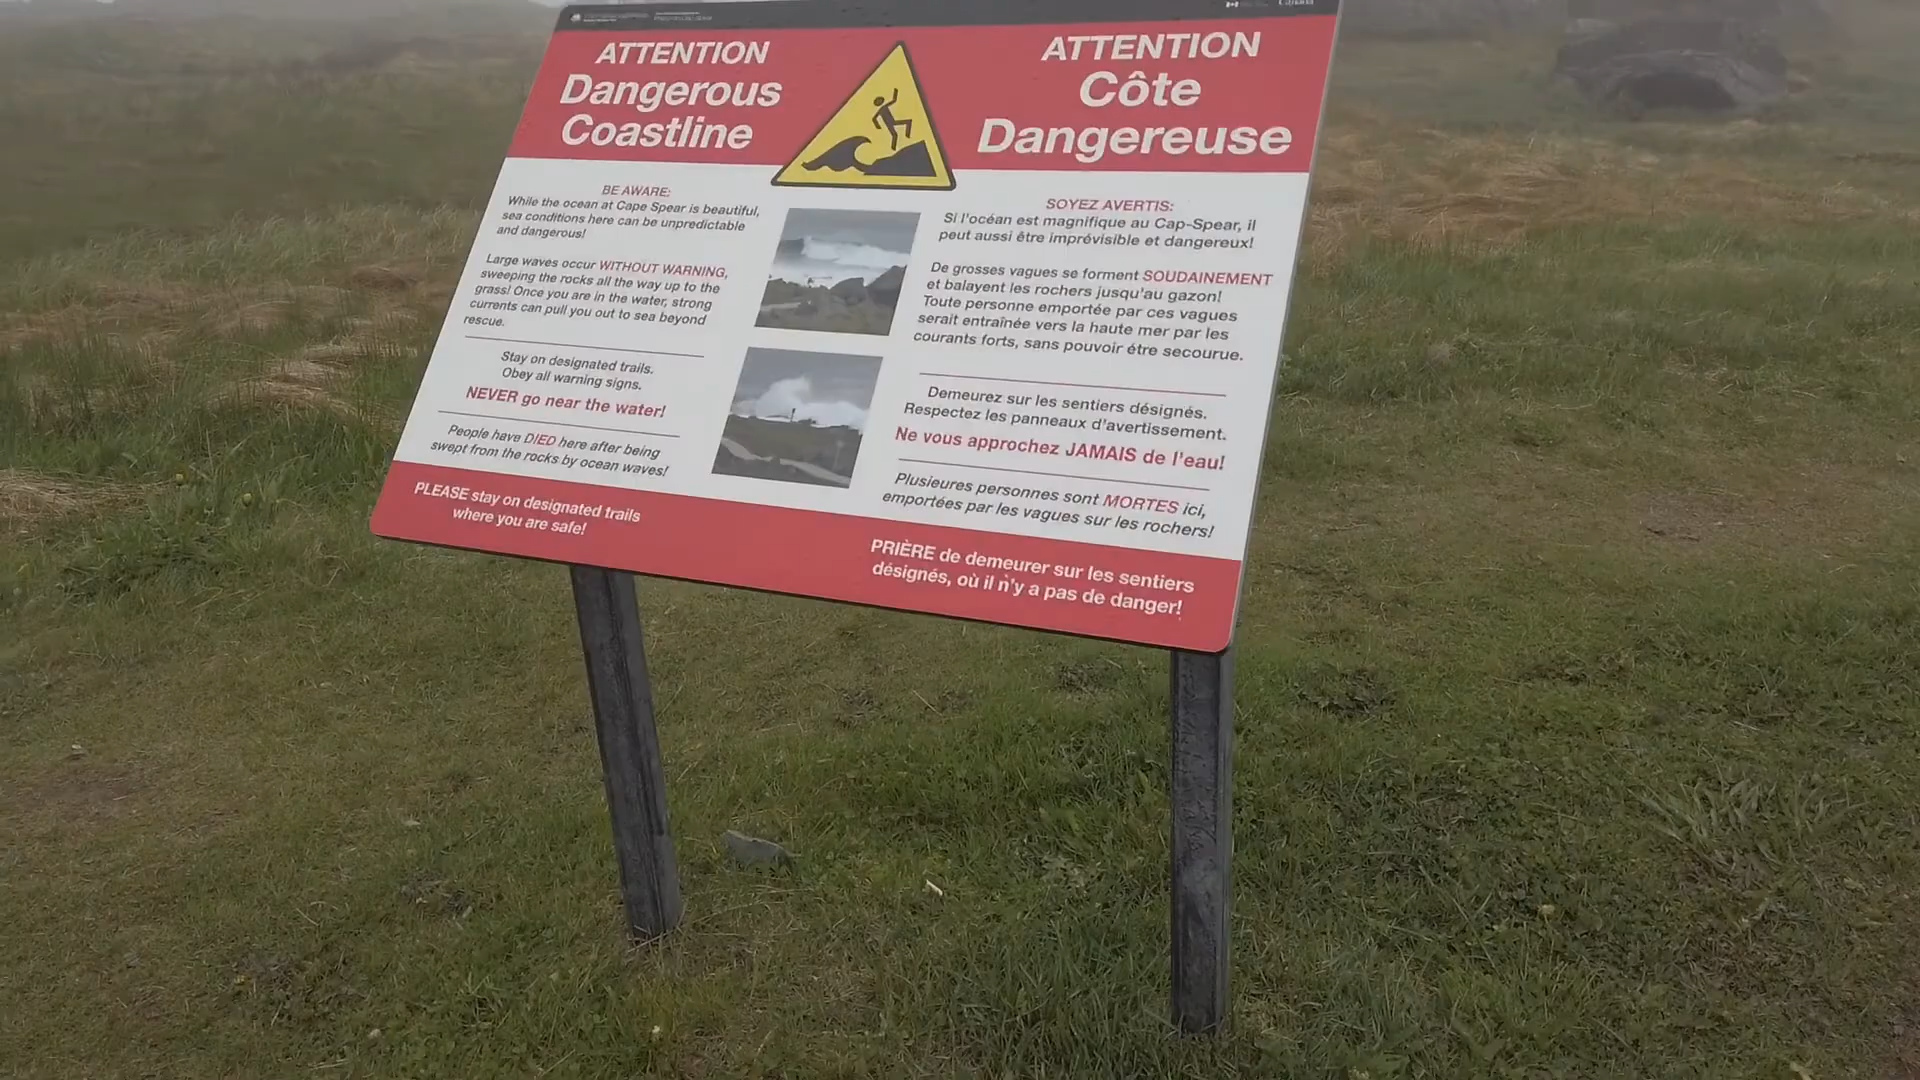 ATTENTION
Dangerous
Coastline
BE AWARE:
While the ocean at Cape Spear is beautiful,
sea conditions here can be unpredictable
and dangerous!
Large waves occur WITHOUT WARNING,
sweeping the rocks all the way up to the
grass! Once you are in the water, strong
currents can pull you out to sea beyond
rescue.
Stay on designated trails.
Obey all warning signs.
NEVER go near the water!
People have DIED here after being
swept from the rocks by ocean waves!
PLEASE stay on designated trails
where you are safe!
Canada
ATTENTION
Côte
Dangereuse
SOYEZ AVERTIS:
Si l'océan est magnifique au Cap-Spear, il
peut aussi être imprévisible et dangereux!
De grosses vagues se forment SOUDAINEMENT
et balayent les rochers jusqu'au gazon!
Toute personne emportée par ces vagues
serait entraînée vers la haute mer par les
courants forts, sans pouvoir étre secourue.
Demeurez sur les sentiers désignés.
Respectez les panneaux d'avertissement.
Ne vous approchez JAMAIS de l'eau!
Plusieures personnes sont MORTES ici,
emportées par les vagues sur les rochers!
PRIÈRE de demeurer sur les sentiers
désignés, où il n'y a pas de danger!